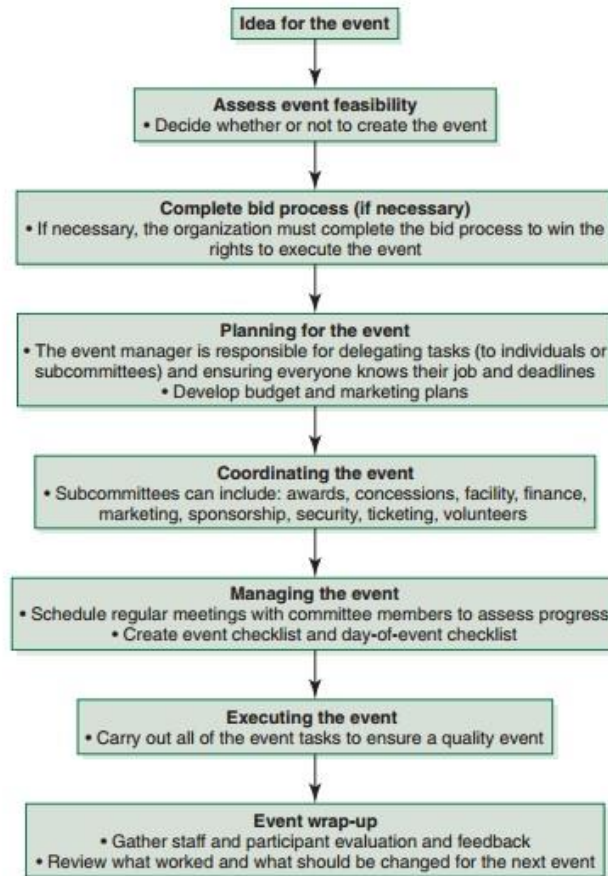 Idea for the event
Assess event feasibility
• Decide whether or not to create the event
Complete bid process (if necessary)
• If necessary, the organization must complete the bid process to win the
rights to execute the event
Planning for the event
• The event manager is responsible for delegating tasks (to individuals or
subcommittees) and ensuring everyone knows their job and deadlines
• Develop budget and marketing plans
Coordinating the event
• Subcommittees can include: awards, concessions, facility, finance,
marketing, sponsorship, security, ticketing, volunteers
Managing the event
• Schedule regular meetings with committee members to assess progress
• Create event checklist and day-of-event checklist
Executing the event
• Carry out all of the event tasks to ensure a quality event
Event wrap-up
• Gather staff and participant evaluation and feedback
• Review what worked and what should be changed for the next event